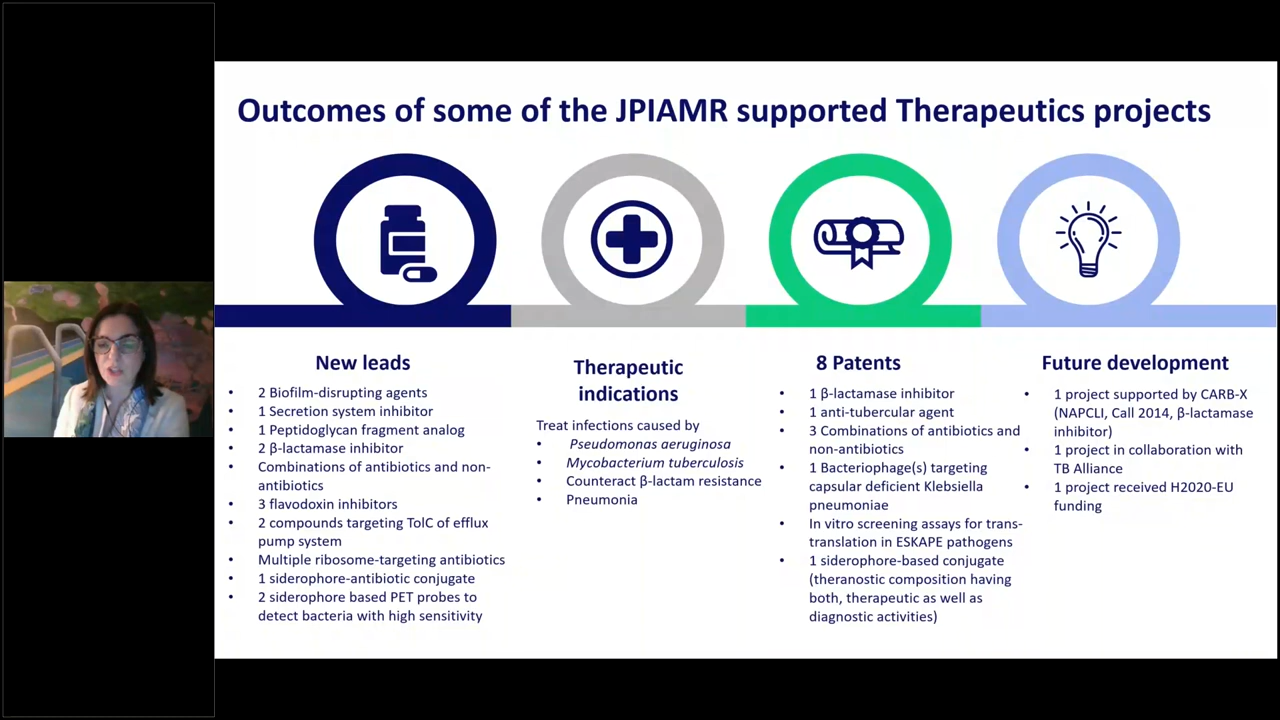 Outcomes of some of the JPIAMR supported Therapeutics projects
New leads
• 2 Biofilm-disrupting agents
• 1 Secretion system inhibitor
• 1 Peptidoglycan fragment analog
• 2 β-lactamase inhibitor
• Combinations of antibiotics and non-
antibiotics
• 3 flavodoxin inhibitors
• 2 compounds targeting TolC of efflux
pump system
Multiple ribosome-targeting antibiotics
• 1 siderophore-antibiotic conjugate
• 2 siderophore based PET probes to
detect bacteria with high sensitivity
Therapeutic
indications
Treat infections caused by
• Pseudomonas aeruginosa
• Mycobacterium tuberculosis
• Counteract β-lactam resistance
• Pneumonia
8 Patents
• 1 β-lactamase inhibitor
• 1 anti-tubercular agent
• 3 Combinations of antibiotics and
non-antibiotics
• 1 Bacteriophage(s) targeting
capsular deficient Klebsiella
pneumoniae
• In vitro screening assays for trans-
translation in ESKAPE pathogens
• 1 siderophore-based conjugate
(theranostic composition having
both, therapeutic as well as
diagnostic activities)
Future development
• 1 project supported by CARB-X
(NAPCLI, Call 2014, β-lactamase
inhibitor)
• 1 project in collaboration with
TB Alliance
• 1 project received H2020-EU
funding